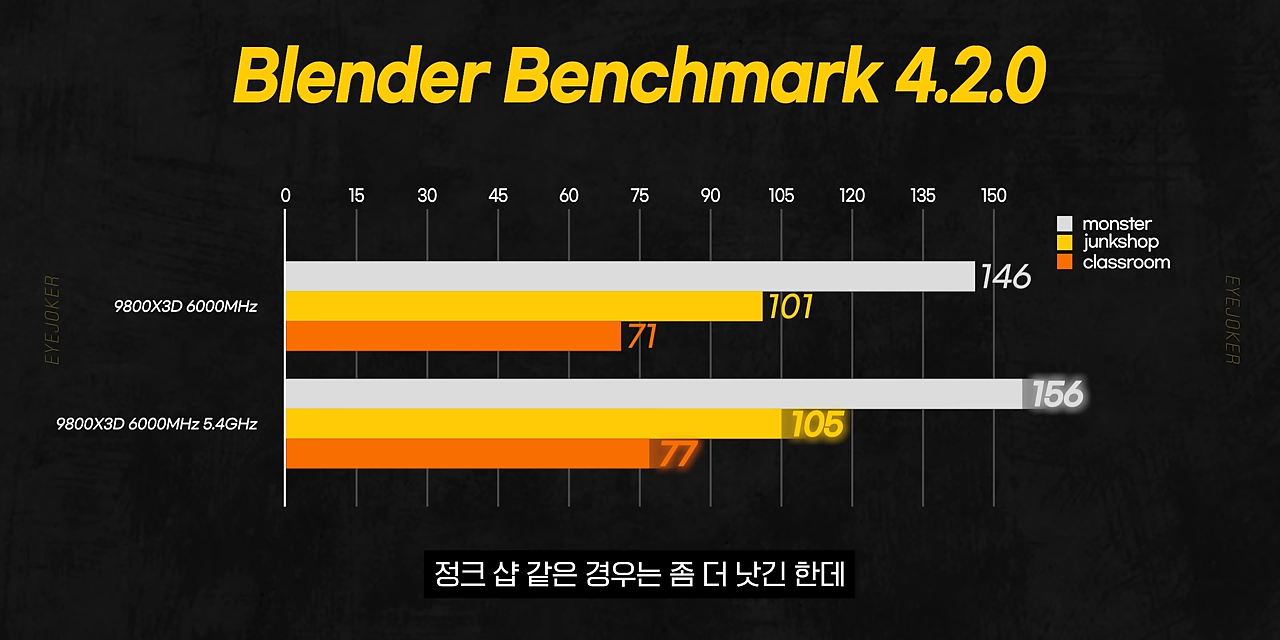 Blender Benchmark 4.2.0
0 15 30 45 60 75 90 105 120 135 150
monster
junkshop
classroom
146
9800X3D 6000MHz
101
71
156
9800X3D 6000MHz 5.4GHz
105
77
EYEJOKER
EYEJOKER
정크 샵 같은 경우는 좀 더 낫긴 한데